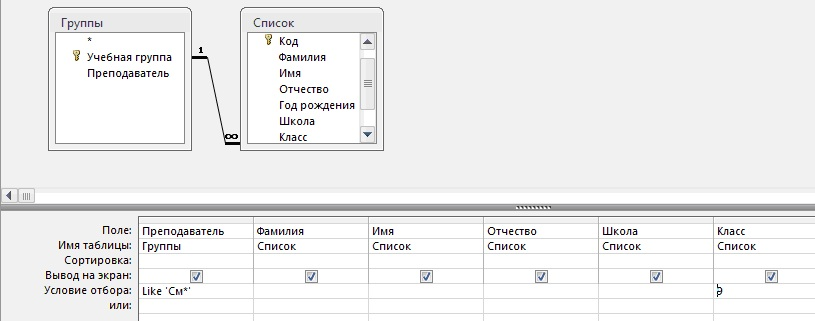 Группы
*
Учебная группа
Преподаватель
1
∞
Список
Код
Фамилия
Имя
Отчество
Год рождения
Школа
Класс
Поле: Преподаватель Фамилия Имя Отчество Школа Класс
Имя таблицы: Группы Список Список Список Список Список
Сортировка:
Вывод на экран:
Условие отбора: Like 'См*'
или: